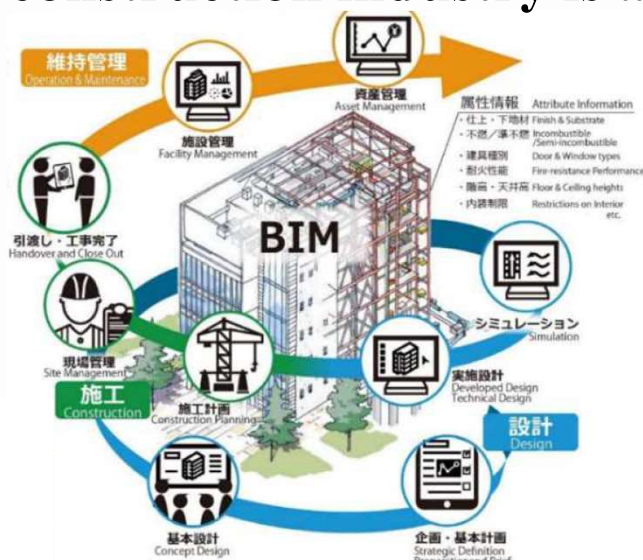 維持管理
Operation & Maintenance
資産管理
Asset Management
施設管理
Facility Management
属性情報 Attribute Information
・仕上・下地材 Finish & Substrate
・不燃／準不燃 Incombustible
/Semi-incombustible
・建具種別 Door & Window types
・耐火性能 Fire-resistance Performance
・階高・天井高 Floor & Ceiling heights
・内装制限 Restrictions on Interior
etc.
BIM
引渡し・工事完了
Handover and Close Out
シミュレーション
Simulation
現場管理
Site Management
施工
Construction
施工計画
Construction Planning
実施設計
Developed Design
Technical Design
設計
Design
基本設計
Concept Design
企画・基本計画
Strategic Definition